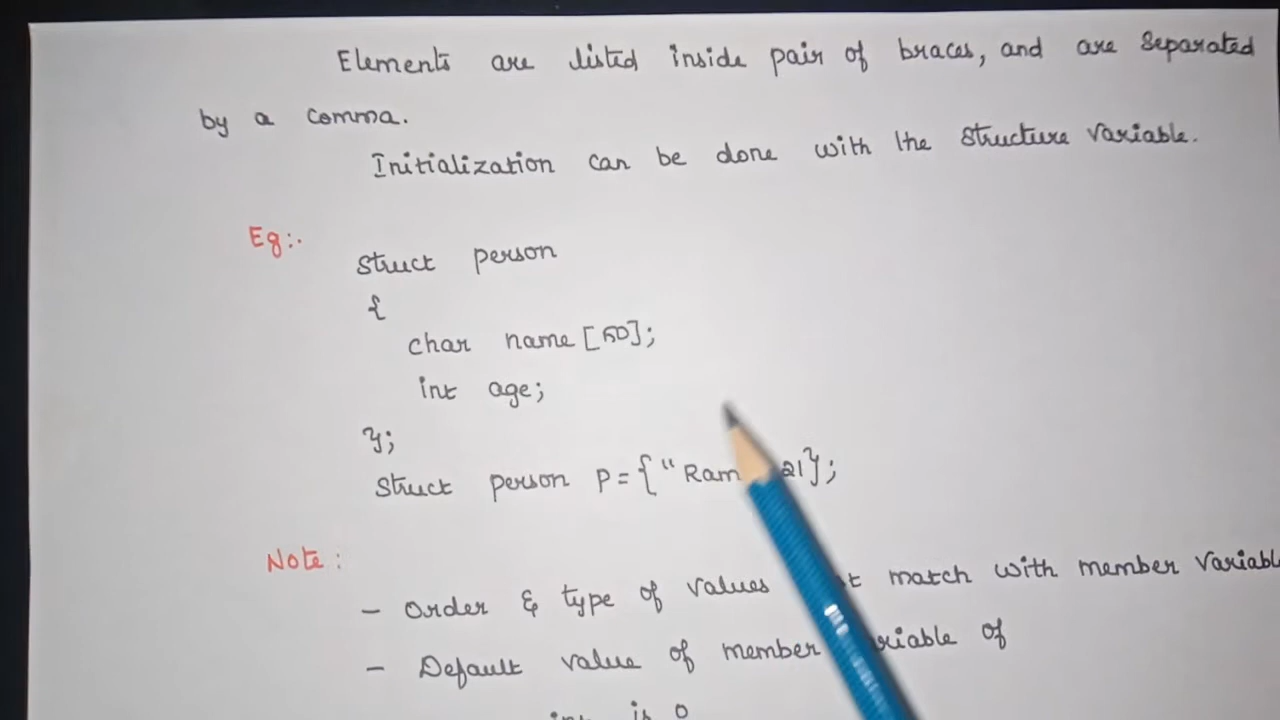 Elements are listed inside pair of braces, and are separated
by a comma.
Initialization can be done with the structure variable.
Eg:.
struct person
{
char name [50];
int age;
};
struct person P = { "Ram 21};
Note :
- Order & type of values match with member
- Default value of member of
int is 0